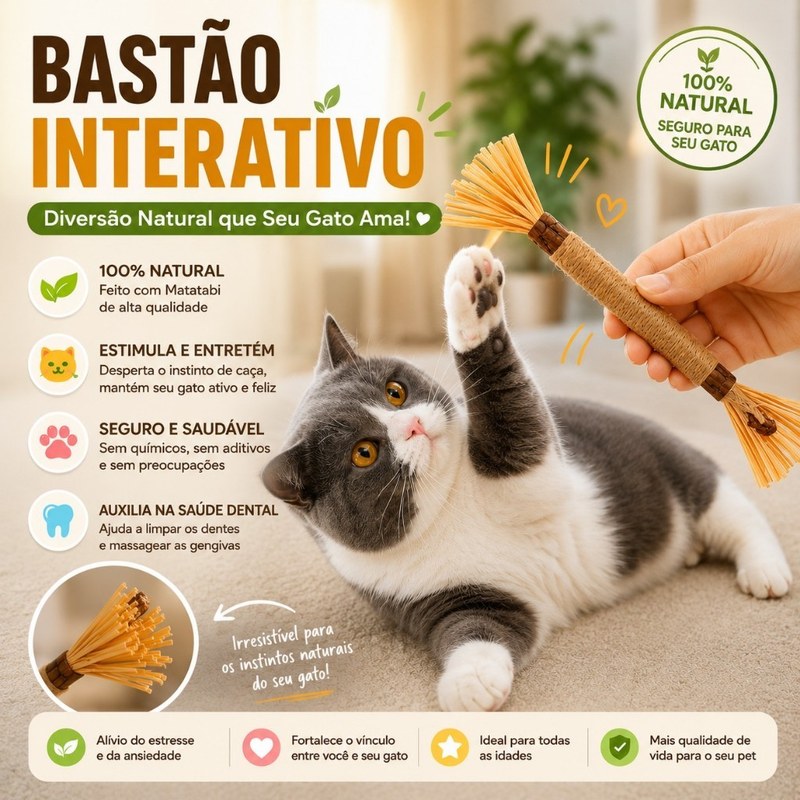 BASTÃO
INTERATIVO
Diversão Natural que Seu Gato Ama!
100%
NATURAL
SEGURO PARA
SEU GATO
100% NATURAL
Feito com Matatabi
de alta qualidade
ESTIMULA E ENTRETÉM
Desperta o instinto de caça,
mantém seu gato ativo e feliz
SEGURO E SAUDÁVEL
Sem químicos, sem aditivos
e sem preocupações
AUXILIA NA SAÚDE DENTAL
Ajuda a limpar os dentes
e massagear as gengivas
Irresistível para
os instintos naturais
do seu gato!
Alívio do estresse
e da ansiedade
Fortalece o vínculo
entre você e seu gato
Ideal para todas
as idades
Mais qualidade de
vida para o seu pet